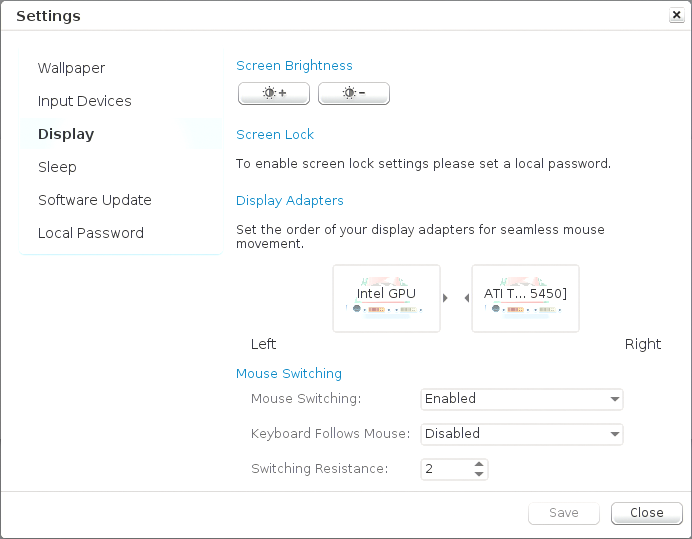 Settings
Wallpaper
Input Devices
Display
Sleep
Software Update
Local Password
Screen Brightness
+
-
Screen Lock
To enable screen lock settings please set a local password.
Display Adapters
Set the order of your display adapters for seamless mouse
movement.
Intel GPU
ATI T... 5450]
Left
Right
Mouse Switching
Mouse Switching:
Enabled
Keyboard Follows Mouse:
Disabled
Switching Resistance:
2
Save
Close